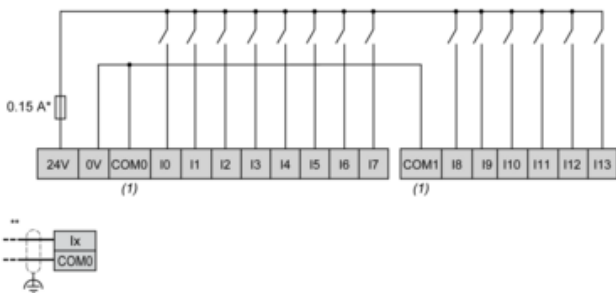 0.15 A*
24V 0V COM0 I0 I1 I2 I3 I4 I5 I6 I7 COM1 I8 I9 I10 I11 I12 I13
(1) (1)
**
Ix
COM0